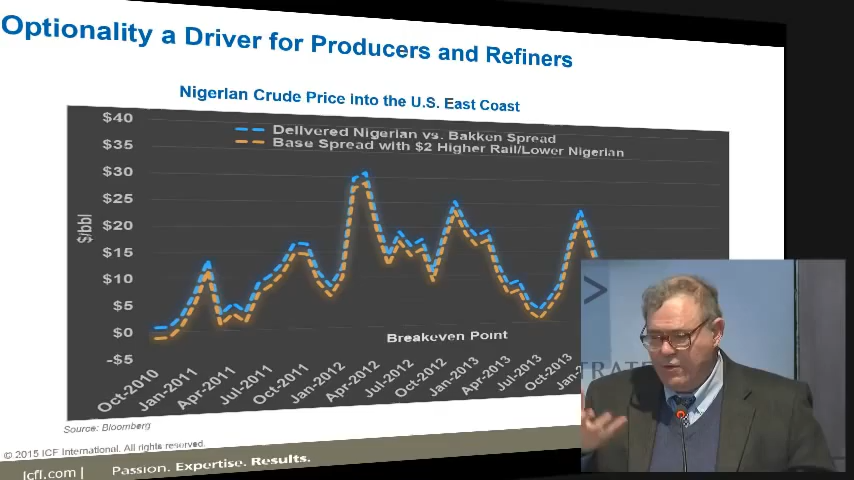 Optionality a Driver for Producers and Refiners
Nigerian Crude Price into the U.S. East Coast
$40
$35
$30
$25
$20
$15
$10
$5
$0
-$5
$/bbl
Delivered Nigerian vs. Bakken Spread
Base Spread with $2 Higher Rail/Lower Nigerian
Breakeven Point
Oct-2010
Jan-2011
Apr-2011
Jul-2011
Oct-2011
Jan-2012
Apr-2012
Jul-2012
Oct-2012
Jan-2013
Apr-2013
Jul-2013
Oct-2013
Source: Bloomberg
© 2015 ICF International. All rights reserved.
icfi.com | Passion. Expertise. Results.
>
TRATE